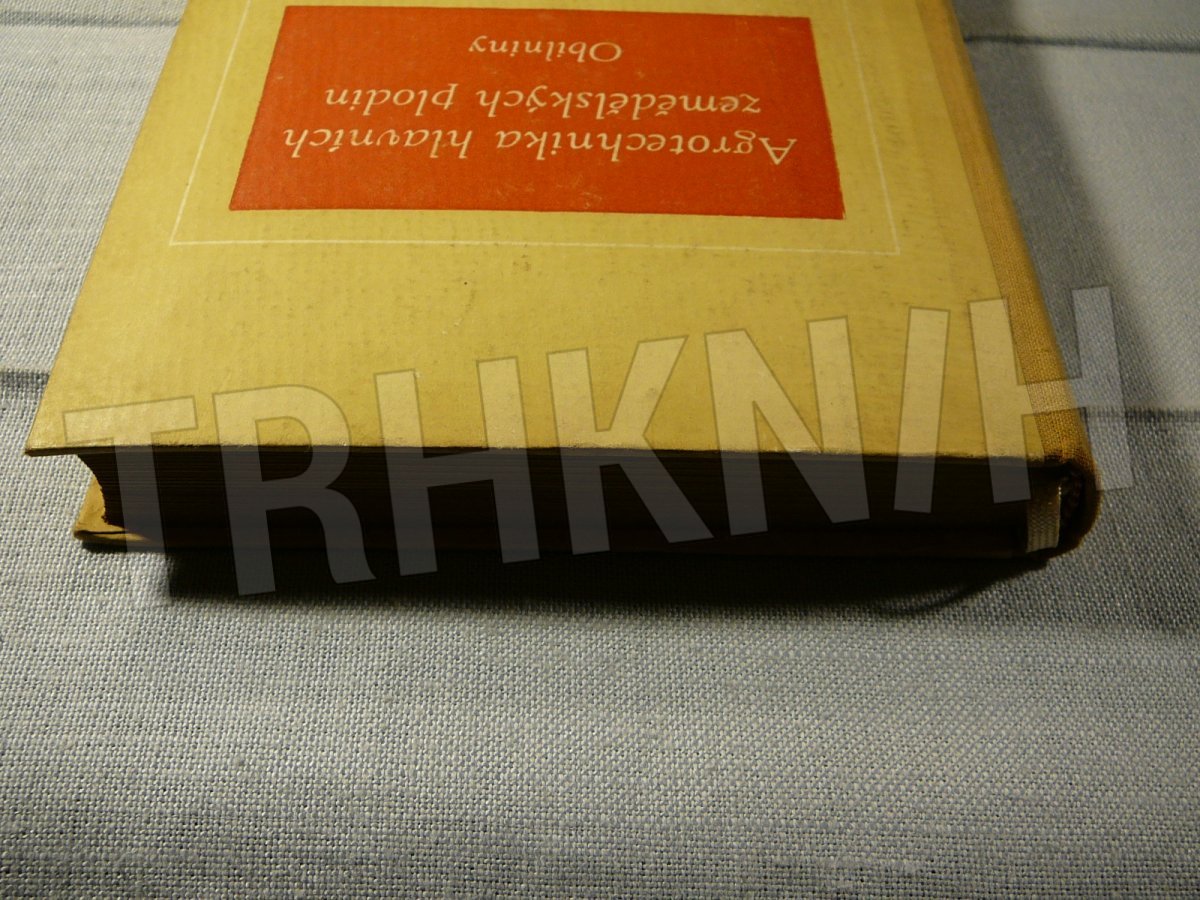 Agrotechnika hlavních
zemědělských plodin
Obilniny
TRHKNIH